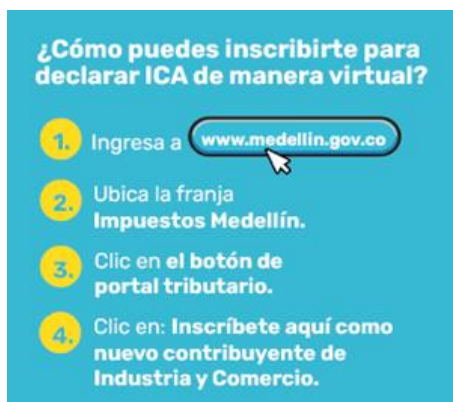 ¿Cómo puedes inscribirte para
declarar ICA de manera virtual?
1. Ingresa a www.medellin.gov.co
2. Ubica la franja
Impuestos Medellín.
3. Clic en el botón de
portal tributario.
4. Clic en: Inscríbete aquí como
nuevo contribuyente de
Industria y Comercio.